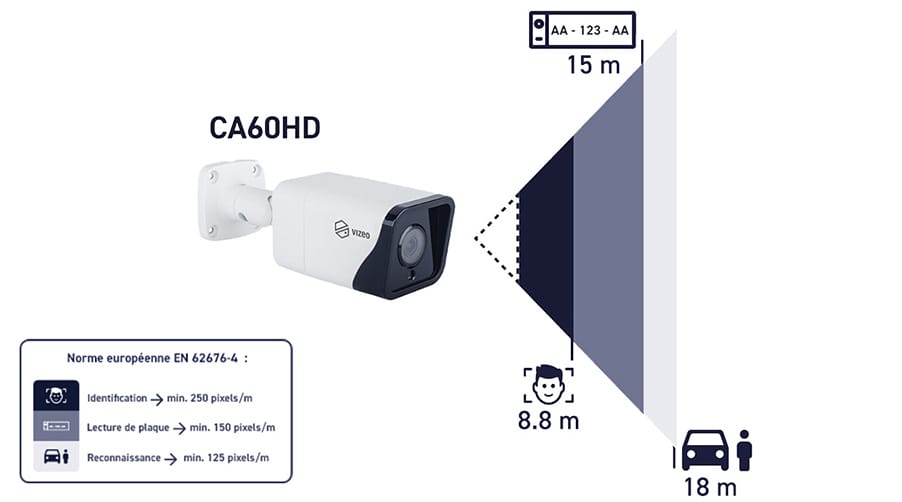 AA - 123 - AA
15 m
CA60HD
vizeo
Norme européenne EN 62676-4 :
Identification → min. 250 pixels/m
Lecture de plaque → min. 150 pixels/m
Reconnaissance → min. 125 pixels/m
8.8 m
18 m